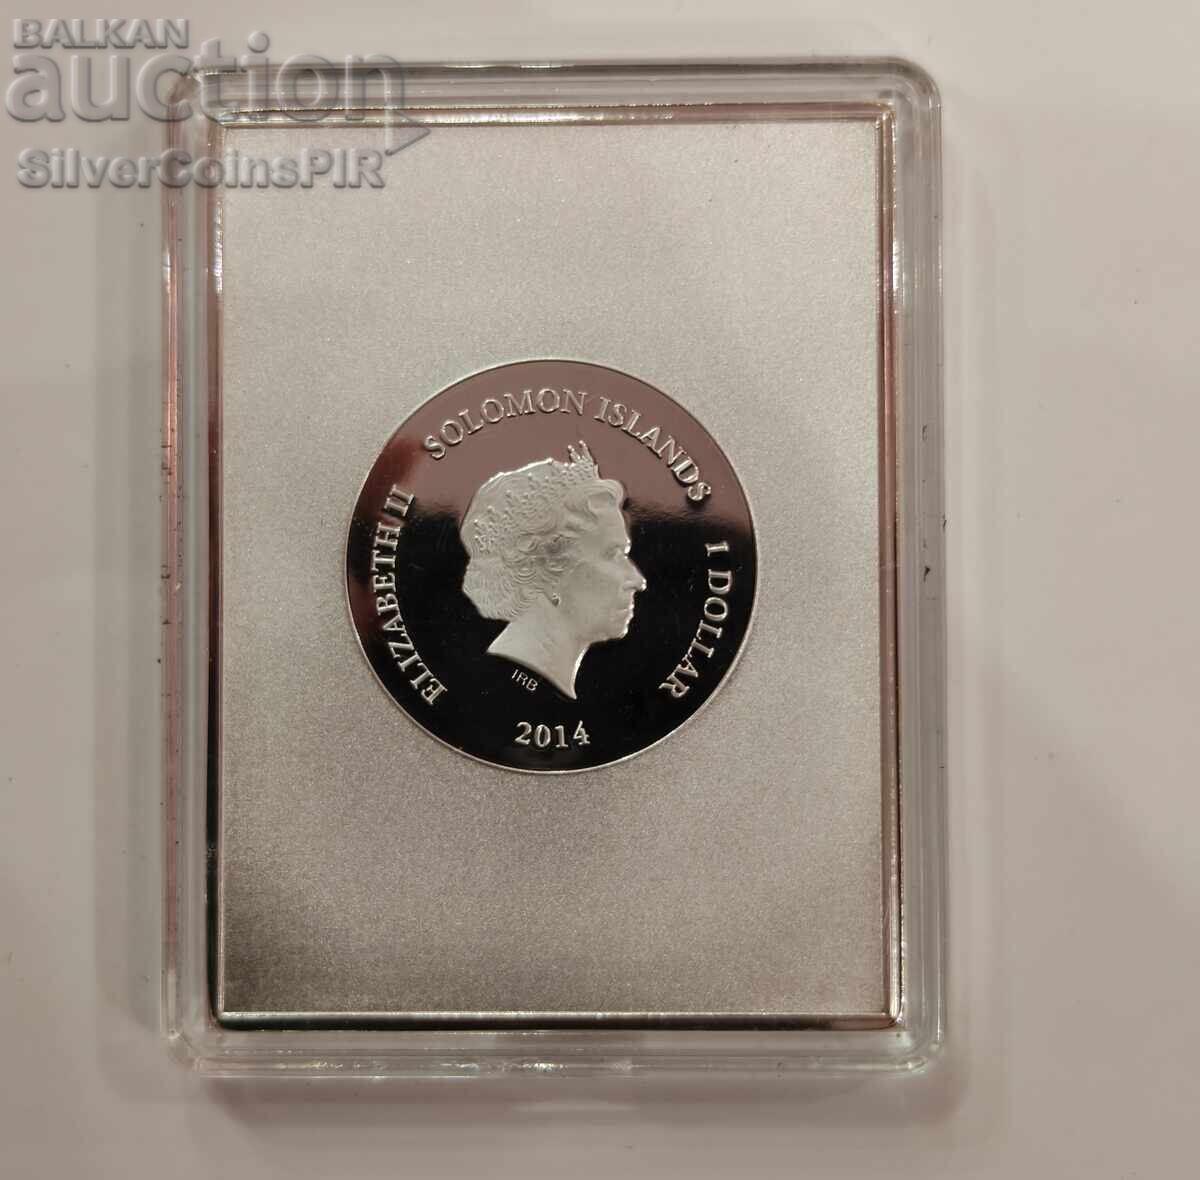 BALKAN
auction
SilverCoinsPIR
SOLOMON ISLANDS
ELIZABETH II
1 DOLLAR
IRB
2014